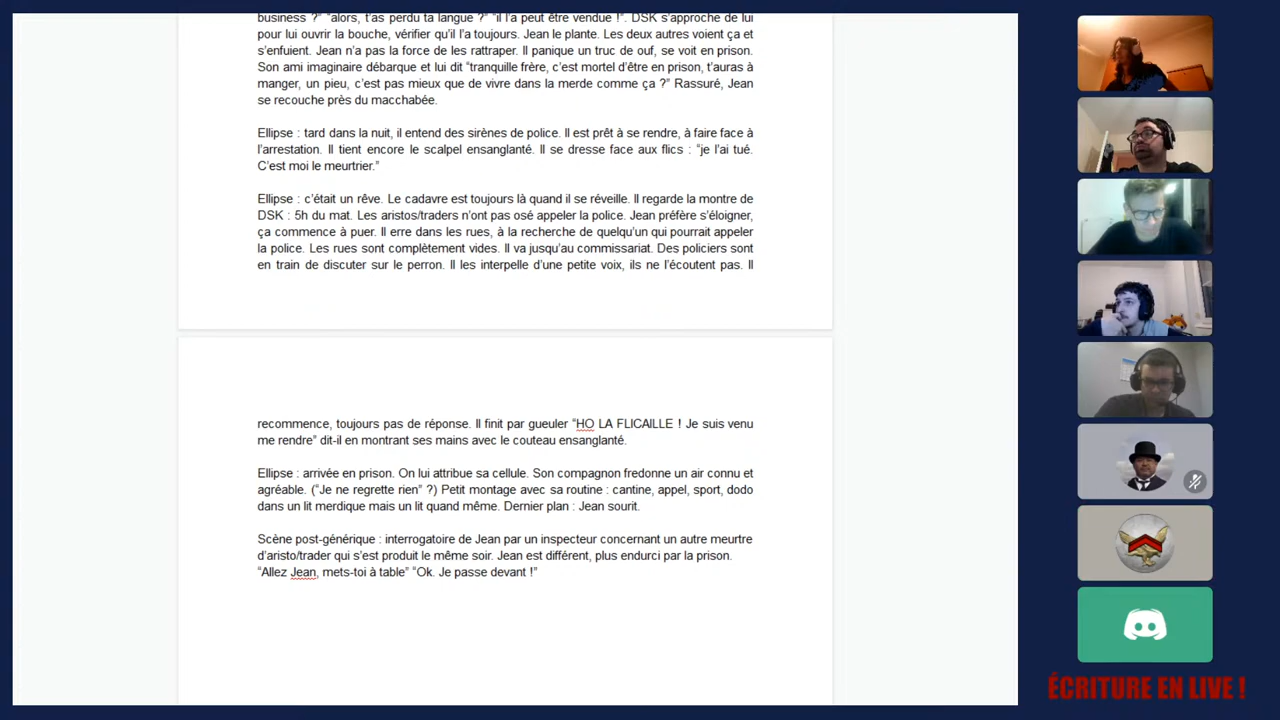 business ?” “alors, t’as perdu ta langue ?” “il l’a peut être vendue !”. DSK s’approche de lui
pour lui ouvrir la bouche, vérifier qu’il l’a toujours. Jean le plante. Les deux autres voient ça et
s’enfuient. Jean n’a pas la force de les rattraper. Il panique un truc de ouf, se voit en prison.
Son ami imaginaire débarque et lui dit “tranquille frère, c’est mortel d’être en prison, t’auras à
manger, un pieu, c’est pas mieux que de vivre dans la merde comme ça ?” Rassuré, Jean
se recouche près du macchabée.
Ellipse : tard dans la nuit, il entend des sirènes de police. Il est prêt à se rendre, à faire face à
l’arrestation. Il tient encore le scalpel ensanglanté. Il se dresse face aux flics : “je l’ai tué.
C’est moi le meurtrier.”
Ellipse : c’était un rêve. Le cadavre est toujours là quand il se réveille. Il regarde la montre de
DSK : 5h du mat. Les aristos/traders n’ont pas osé appeler la police. Jean préfère s’éloigner,
ça commence à puer. Il erre dans les rues, à la recherche de quelqu’un qui pourrait appeler
la police. Les rues sont complètement vides. Il va jusqu’au commissariat. Des policiers sont
en train de discuter sur le perron. Il les interpelle d’une petite voix, ils ne l’écoutent pas. Il
recommence, toujours pas de réponse. Il finit par gueuler “HO LA FLICAILLE ! Je suis venu
me rendre” dit-il en montrant ses mains avec le couteau ensanglanté.
Ellipse : arrivée en prison. On lui attribue sa cellule. Son compagnon fredonne un air connu et
agréable. (“Je ne regrette rien” ?) Petit montage avec sa routine : cantine, appel, sport, dodo
dans un lit merdique mais un lit quand même. Dernier plan : Jean sourit.
Scène post-générique : interrogatoire de Jean par un inspecteur concernant un autre meurtre
d’aristo/trader qui s’est produit le même soir. Jean est différent, plus endurci par la prison.
“Allez Jean, mets-toi à table” “Ok. Je passe devant !”
ÉCRITURE EN LIVE !